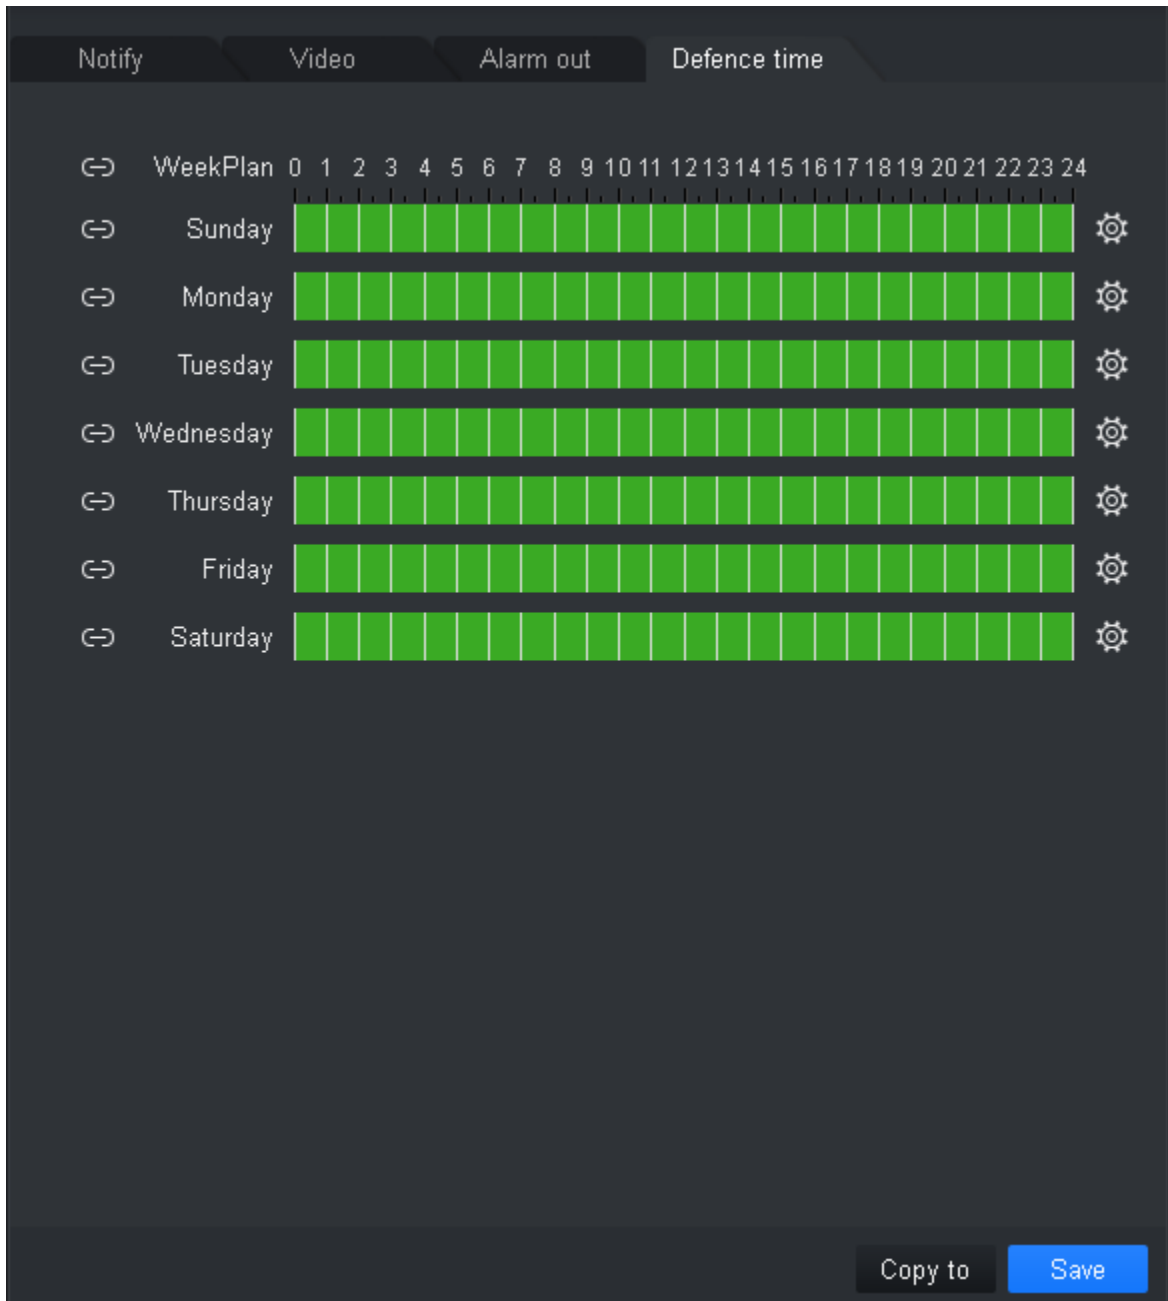 Notify Video Alarm out Defence time
WeekPlan 0 1 2 3 4 5 6 7 8 9 10 11 12 13 14 15 16 17 18 19 20 21 22 23 24
Sunday
Monday
Tuesday
Wednesday
Thursday
Friday
Saturday
Copy to Save